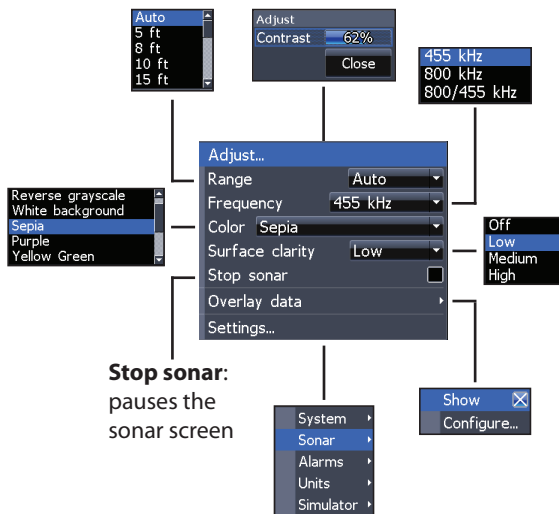 Auto
5 ft
8 ft
10 ft
15 ft
Adjust
Contrast 62%
Close
455 kHz
800 kHz
800/455 kHz
Adjust...
Range Auto
Frequency 455 kHz
Color Sepia
Surface clarity Low
Stop sonar
Overlay data
Settings...
Reverse grayscale
White background
Sepia
Purple
Yellow Green
Off
Low
Medium
High
Stop sonar:
pauses the
sonar screen
System
Sonar
Alarms
Units
Simulator
Show
Configure...